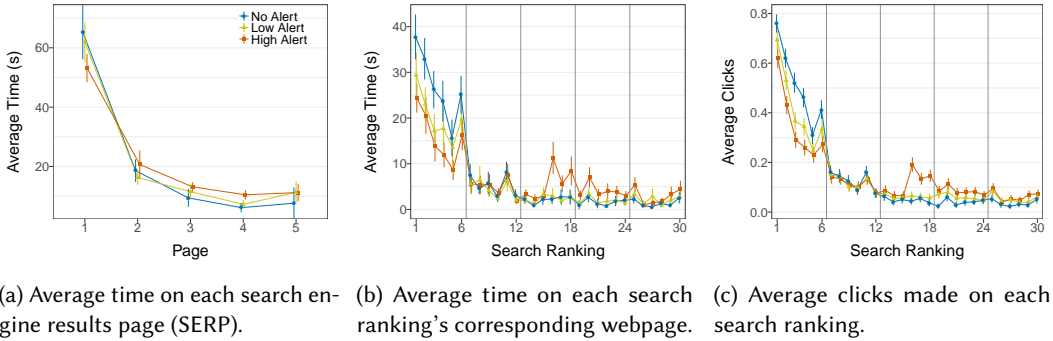 No Alert
Low Alert
High Alert
Average Time (s)
60
40
20
1 2 3 4 5
Page
Average Time (s)
40
30
20
10
0
1 6 12 18 24 30
Search Ranking
Average Clicks
0.8
0.6
0.4
0.2
0.0
1 6 12 18 24 30
Search Ranking
(a) Average time on each search en-
gine results page (SERP).
(b) Average time on each search
ranking's corresponding webpage.
(c) Average clicks made on each
search ranking.